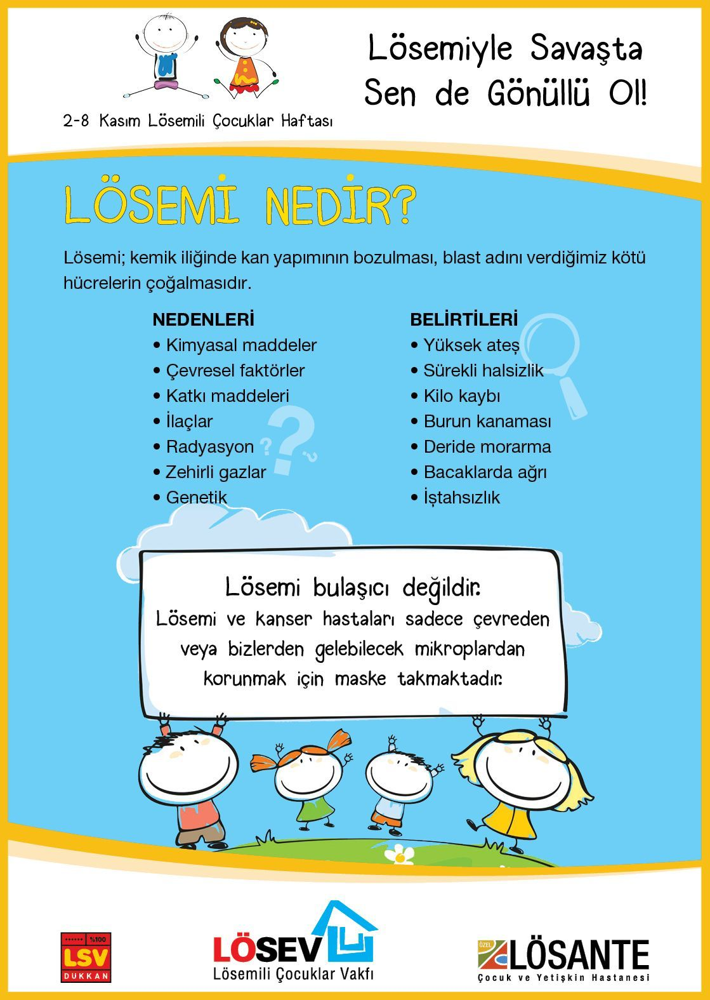 Lösemiyle Savaşta
Sen de Gönüllü Ol!
2-8 Kasım Lösemili Çocuklar Haftası
LÖSEMİ NEDİR?
Lösemi; kemik iliğinde kan yapımının bozulması, blast adını verdiğimiz kötü
hücrelerin çoğalmasıdır.
NEDENLERİ
• Kimyasal maddeler
• Çevresel faktörler
• Katkı maddeleri
• İlaçlar
• Radyasyon
• Zehirli gazlar
• Genetik
BELİRTİLERİ
• Yüksek ateş
• Sürekli halsizlik
• Kilo kaybı
• Burun kanaması
• Deride morarma
• Bacaklarda ağrı
• İştahsızlık
? ? ?
Lösemi bulaşıcı değildir.
Lösemi ve kanser hastaları sadece çevreden
veya bizlerden gelebilecek mikroplardan
korunmak için maske takmaktadır.
%100
LSV
DÜKKAN
LÖSEV
Lösemili Çocuklar Vakfı
ÖZEL
LÖSANTE
Çocuk ve Yetişkin Hastanesi